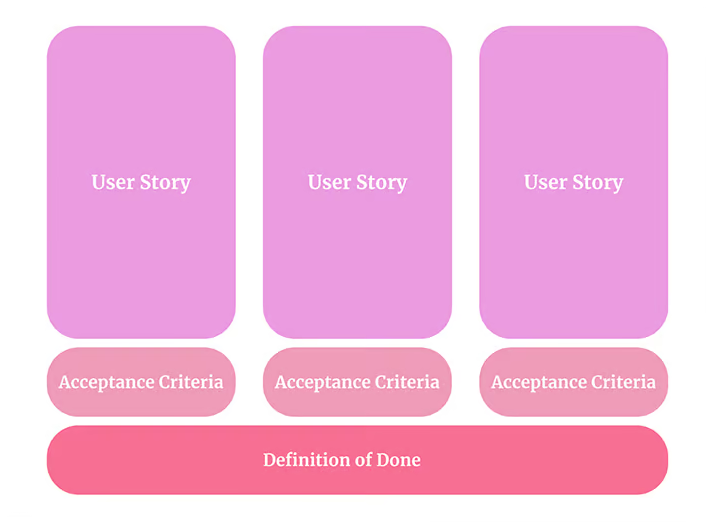 User Story
User Story
User Story
Acceptance Criteria
Acceptance Criteria
Acceptance Criteria
Definition of Done